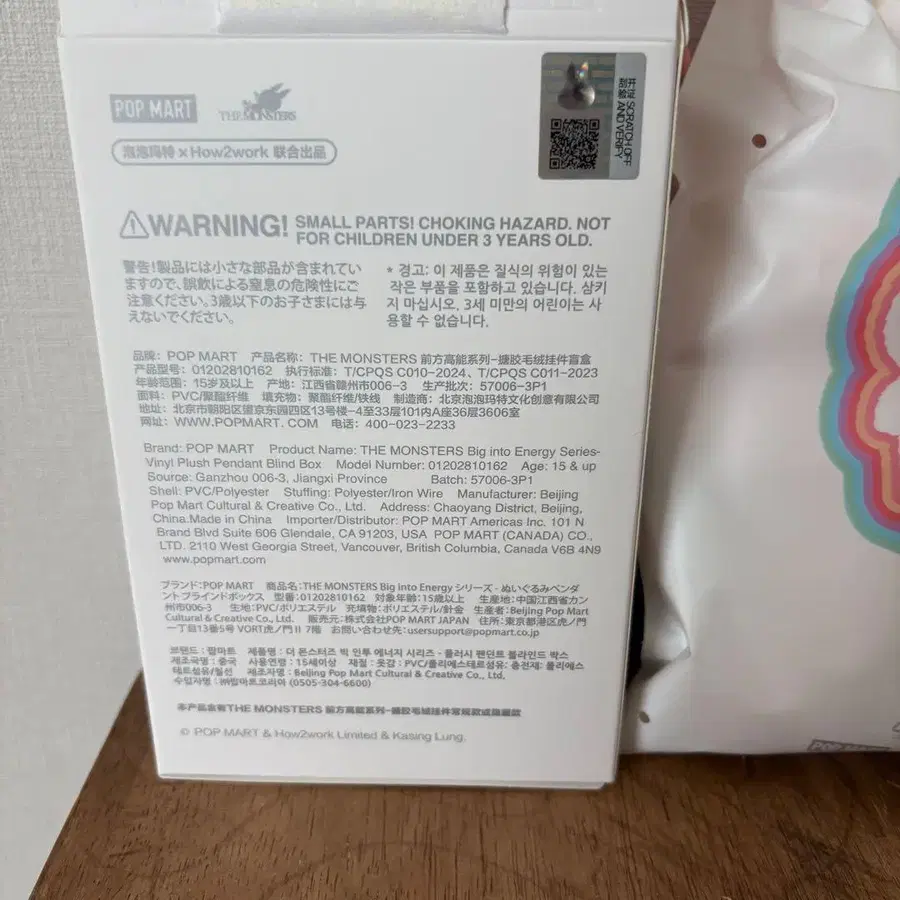 POP MART THE MONSTERS
泡泡玛特 × How2work 联合出品
开涂 SCRATCH OFF
刮验 AND VERIFY
WARNING! SMALL PARTS! CHOKING HAZARD. NOT
FOR CHILDREN UNDER 3 YEARS OLD.
警告!製品には小さな部品が含まれてい
ますので、誤飲による窒息の危険性にご
注意ください。3歳以下のお子さまには与
えないでください。
* 경고: 이 제품은 질식의 위험이 있는
작은 부품을 포함하고 있습니다. 삼키
지 마십시오. 3세 미만의 어린이는 사
용할 수 없습니다.
品牌: POP MART 产品名称: THE MONSTERS 前方高能系列-搪胶毛绒挂件盲盒
产品型号: 01202810162 执行标准: T/CPQS C010-2024、T/CPQS C011-2023
年龄范围: 15岁及以上 产地: 江西省赣州市006-3 生产批次: 57006-3P1
面料: PVC/聚酯纤维 填充物: 聚酯纤维/铁线 制造商: 北京泡泡玛特文化创意有限公司
地址: 北京市朝阳区望京东园四区13号楼-4至33层101内A座36层3606室
网址: WWW.POPMART.COM 电话: 400-023-2233
Brand: POP MART Product Name: THE MONSTERS Big into Energy Series-
Vinyl Plush Pendant Blind Box Model Number: 01202810162 Age: 15 & up
Source: Ganzhou 006-3, Jiangxi Province Batch: 57006-3P1
Shell: PVC/Polyester Stuffing: Polyester/Iron Wire Manufacturer: Beijing
Pop Mart Cultural & Creative Co., Ltd. Address: Chaoyang District, Beijing,
China.Made in China Importer/Distributor: POP MART Americas Inc. 101 N
Brand Blvd Suite 606 Glendale, CA 91203, USA POP MART (CANADA) CO.,
LTD. 2110 West Georgia Street, Vancouver, British Columbia, Canada V6B 4N9
www.popmart.com
ブランド:POP MART 商品名:THE MONSTERS Big into Energy シリーズ - ぬいぐるみペンダ
ント ブラインドボックス 型番:01202810162 対象年齢:15歳以上 生産地:中国江西省カン
州市006-3 生地:PVC/ポリエステル 充填物:ポリエステル/針金 生産者:Beijing Pop Mart
Cultural & Creative Co., Ltd. 販売元:株式会社POP MART JAPAN 住所:東京都港区虎ノ門
一丁目13番5号 VORT虎ノ門II 7階 お問い合わせ先:usersupport@popmart.co.jp
브랜드 : 팝마트 제품명 : 더 몬스터즈 빅 인투 에너지 시리즈 - 플러시 펜던트 블라인드 박스
제조국명 : 중국 사용연령 : 15세이상 재질 : 옷감 : PVC/폴리에스테르섬유; 충전재: 폴리에스
테르섬유/철선 제조자명 : Beijing Pop Mart Cultural & Creative Co., Ltd.
수입자명 : ㈜팝마트코리아 (0505-304-6600)
本产品含有THE MONSTERS 前方高能系列-搪胶毛绒挂件常规款或隐藏款
© POP MART & How2work Limited & Kasing Lung.